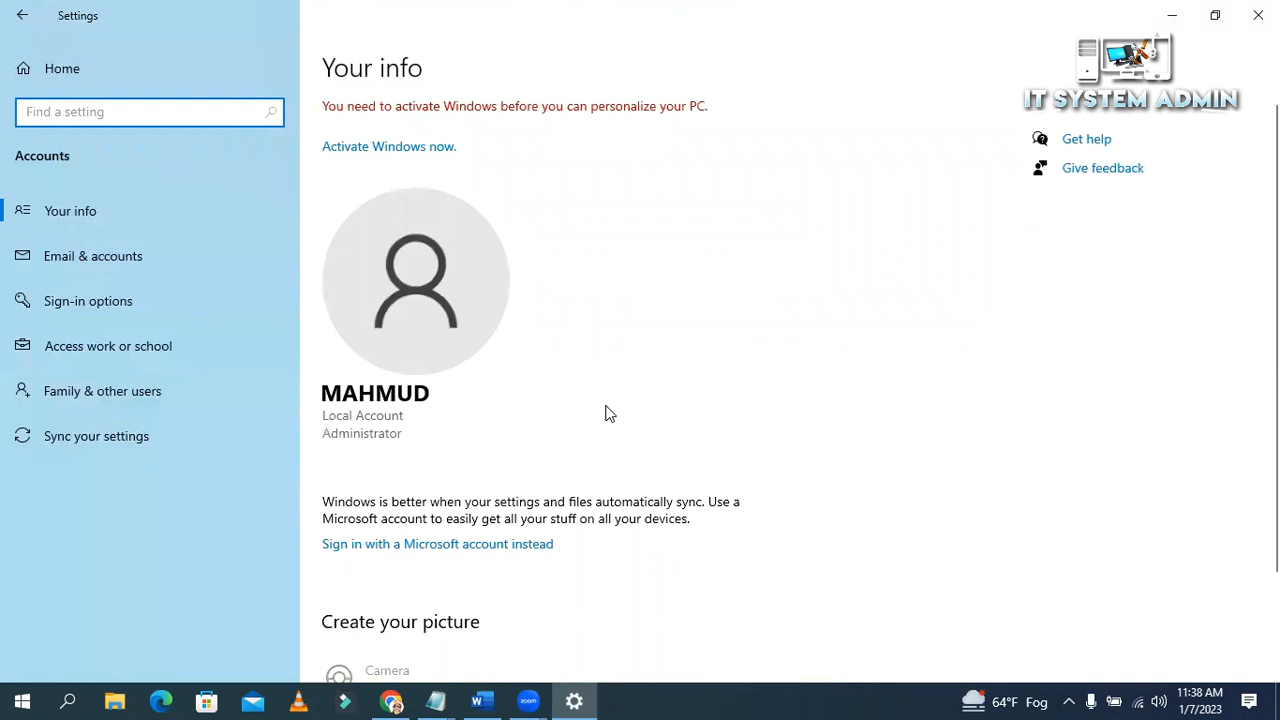 Settings
Home
Find a setting
Accounts
Your info
Email & accounts
Sign-in options
Access work or school
Family & other users
Sync your settings
Your info
You need to activate Windows before you can personalize your PC.
Activate Windows now.
MAHMUD
Local Account
Administrator
Windows is better when your settings and files automatically sync. Use a
Microsoft account to easily get all your stuff on all your devices.
Sign in with a Microsoft account instead
Create your picture
Camera
IT SYSTEM ADMIN
Get help
Give feedback
zoom
64°F Fog
11:38 AM
1/7/2023